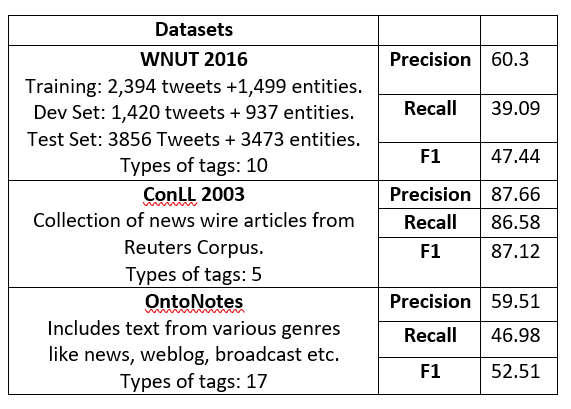 Datasets
WNUT 2016
Training: 2,394 tweets +1,499 entities.
Dev Set: 1,420 tweets + 937 entities.
Test Set: 3856 Tweets + 3473 entities.
Types of tags: 10
Precision 60.3
Recall 39.09
F1 47.44
ConLL 2003
Collection of news wire articles from
Reuters Corpus.
Types of tags: 5
Precision 87.66
Recall 86.58
F1 87.12
OntoNotes
Includes text from various genres
like news, weblog, broadcast etc.
Types of tags: 17
Precision 59.51
Recall 46.98
F1 52.51